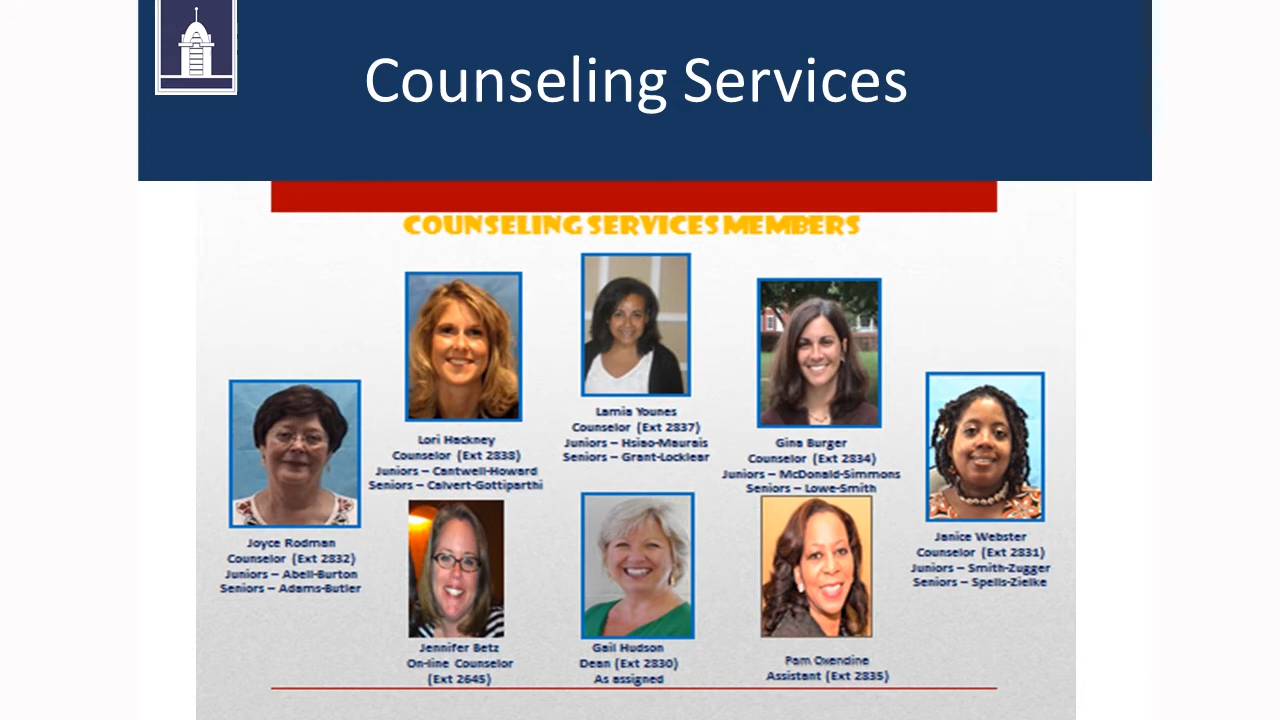 Counseling Services
COUNSELING SERVICES MEMBERS
Joyce Rodman
Counselor (Ext 2832)
Juniors – Abell-Burton
Seniors – Adams-Butler
Lori Hackney
Counselor (Ext 2838)
Juniors – Cantwell-Howard
Seniors – Calvert-Gottiparthi
Lamia Younes
Counselor (Ext 2837)
Juniors – Hsiao-Maurais
Seniors – Grant-Locklear
Gina Burger
Counselor (Ext 2834)
Juniors – McDonald-Simmons
Seniors – Lowe-Smith
Janice Webster
Counselor (Ext 2831)
Juniors – Smith-Zugger
Seniors – Spells-Zielke
Jennifer Betz
On-line Counselor
(Ext 2645)
Gail Hudson
Dean (Ext 2830)
As assigned
Pam Oxendine
Assistant (Ext 2835)